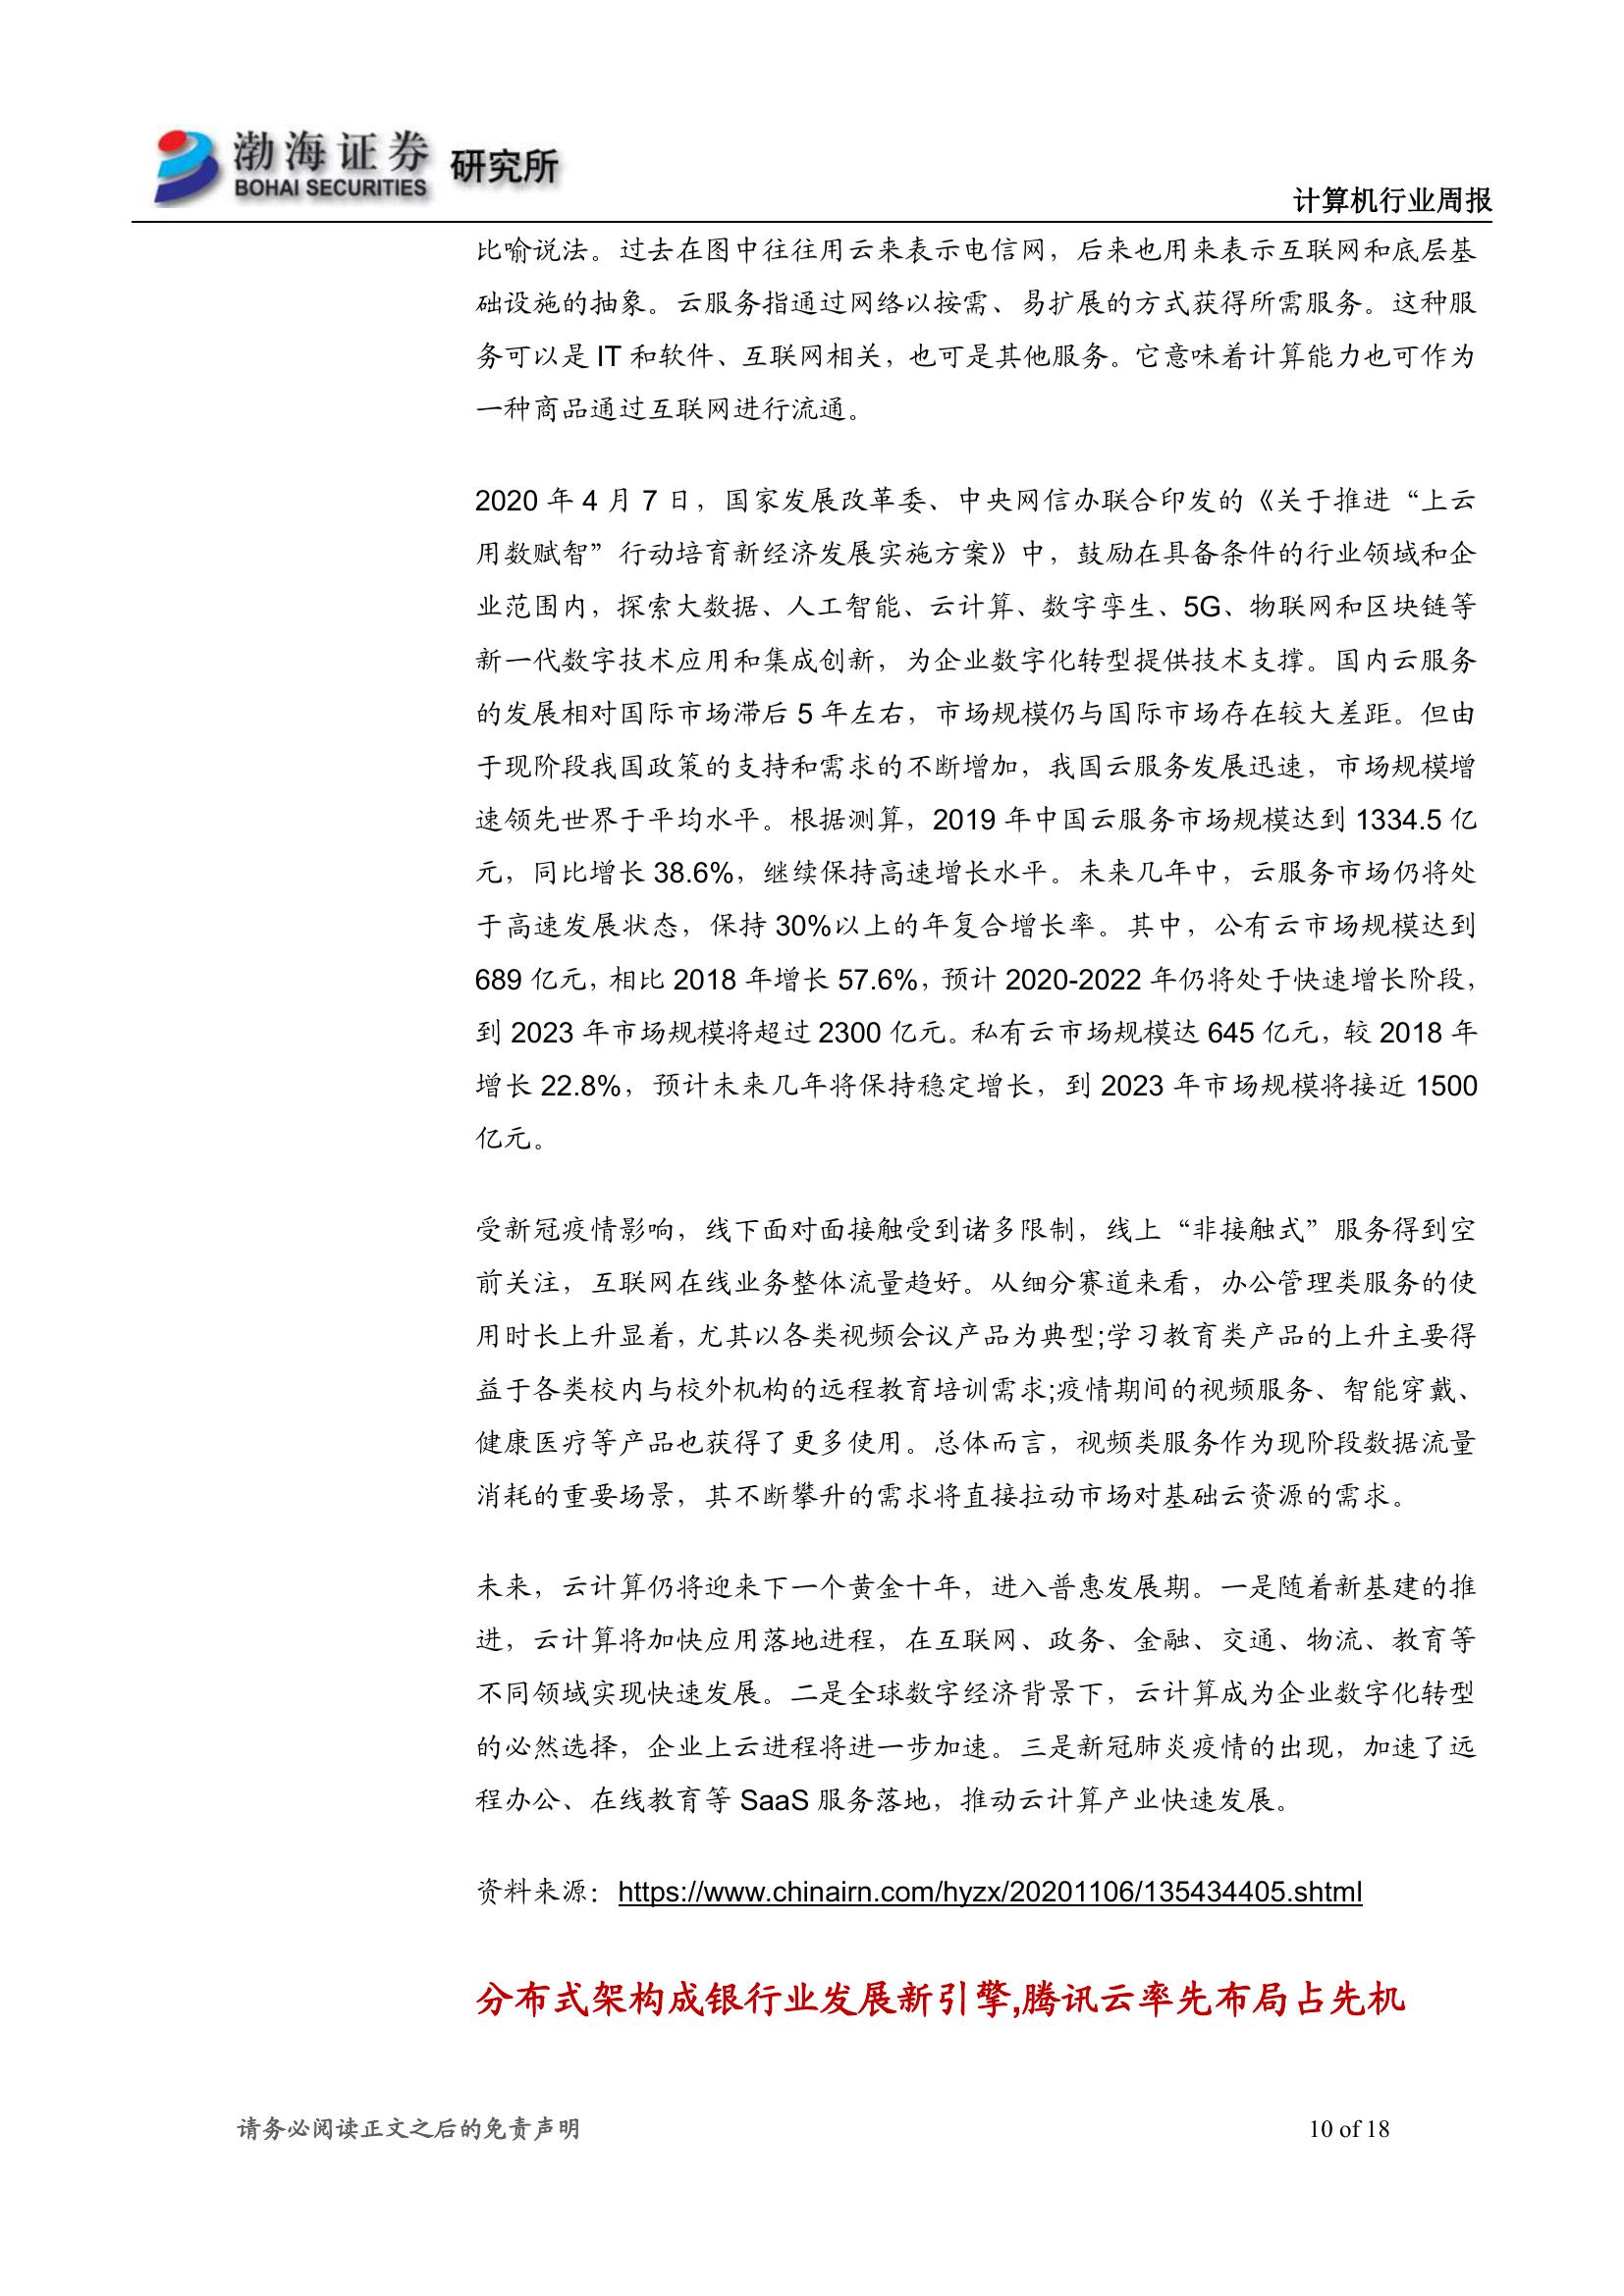 渤海证券 研究所
BOHAI SECURITIES
计算机行业周报
比喻说法。过去在图中往往用云来表示电信网，后来也用来表示互联网和底层基
础设施的抽象。云服务指通过网络以按需、易扩展的方式获得所需服务。这种服
务可以是 IT 和软件、互联网相关，也可是其他服务。它意味着计算能力也可作为
一种商品通过互联网进行流通。
2020 年 4 月 7 日，国家发展改革委、中央网信办联合印发的《关于推进“上云
用数赋智”行动培育新经济发展实施方案》中，鼓励在具备条件的行业领域和企
业范围内，探索大数据、人工智能、云计算、数字孪生、5G、物联网和区块链等
新一代数字技术应用和集成创新，为企业数字化转型提供技术支撑。国内云服务
的发展相对国际市场滞后 5 年左右，市场规模仍与国际市场存在较大差距。但由
于现阶段我国政策的支持和需求的不断增加，我国云服务发展迅速，市场规模增
速领先世界于平均水平。根据测算，2019 年中国云服务市场规模达到 1334.5 亿
元，同比增长 38.6%，继续保持高速增长水平。未来几年中，云服务市场仍将处
于高速发展状态，保持 30%以上的年复合增长率。其中，公有云市场规模达到
689 亿元，相比 2018 年增长 57.6%，预计 2020-2022 年仍将处于快速增长阶段，
到 2023 年市场规模将超过 2300 亿元。私有云市场规模达 645 亿元，较 2018 年
增长 22.8%，预计未来几年将保持稳定增长，到 2023 年市场规模将接近 1500
亿元。
受新冠疫情影响，线下面对面接触受到诸多限制，线上“非接触式”服务得到空
前关注，互联网在线业务整体流量趋好。从细分赛道来看，办公管理类服务的使
用时长上升显着，尤其以各类视频会议产品为典型;学习教育类产品的上升主要得
益于各类校内与校外机构的远程教育培训需求;疫情期间的视频服务、智能穿戴、
健康医疗等产品也获得了更多使用。总体而言，视频类服务作为现阶段数据流量
消耗的重要场景，其不断攀升的需求将直接拉动市场对基础云资源的需求。
未来，云计算仍将迎来下一个黄金十年，进入普惠发展期。一是随着新基建的推
进，云计算将加快应用落地进程，在互联网、政务、金融、交通、物流、教育等
不同领域实现快速发展。二是全球数字经济背景下，云计算成为企业数字化转型
的必然选择，企业上云进程将进一步加速。三是新冠肺炎疫情的出现，加速了远
程办公、在线教育等 SaaS 服务落地，推动云计算产业快速发展。
资料来源：https://www.chinairn.com/hyzx/20201106/135434405.shtml
分布式架构成银行业发展新引擎,腾讯云率先布局占先机
请务必阅读正文之后的免责声明
10 of 18